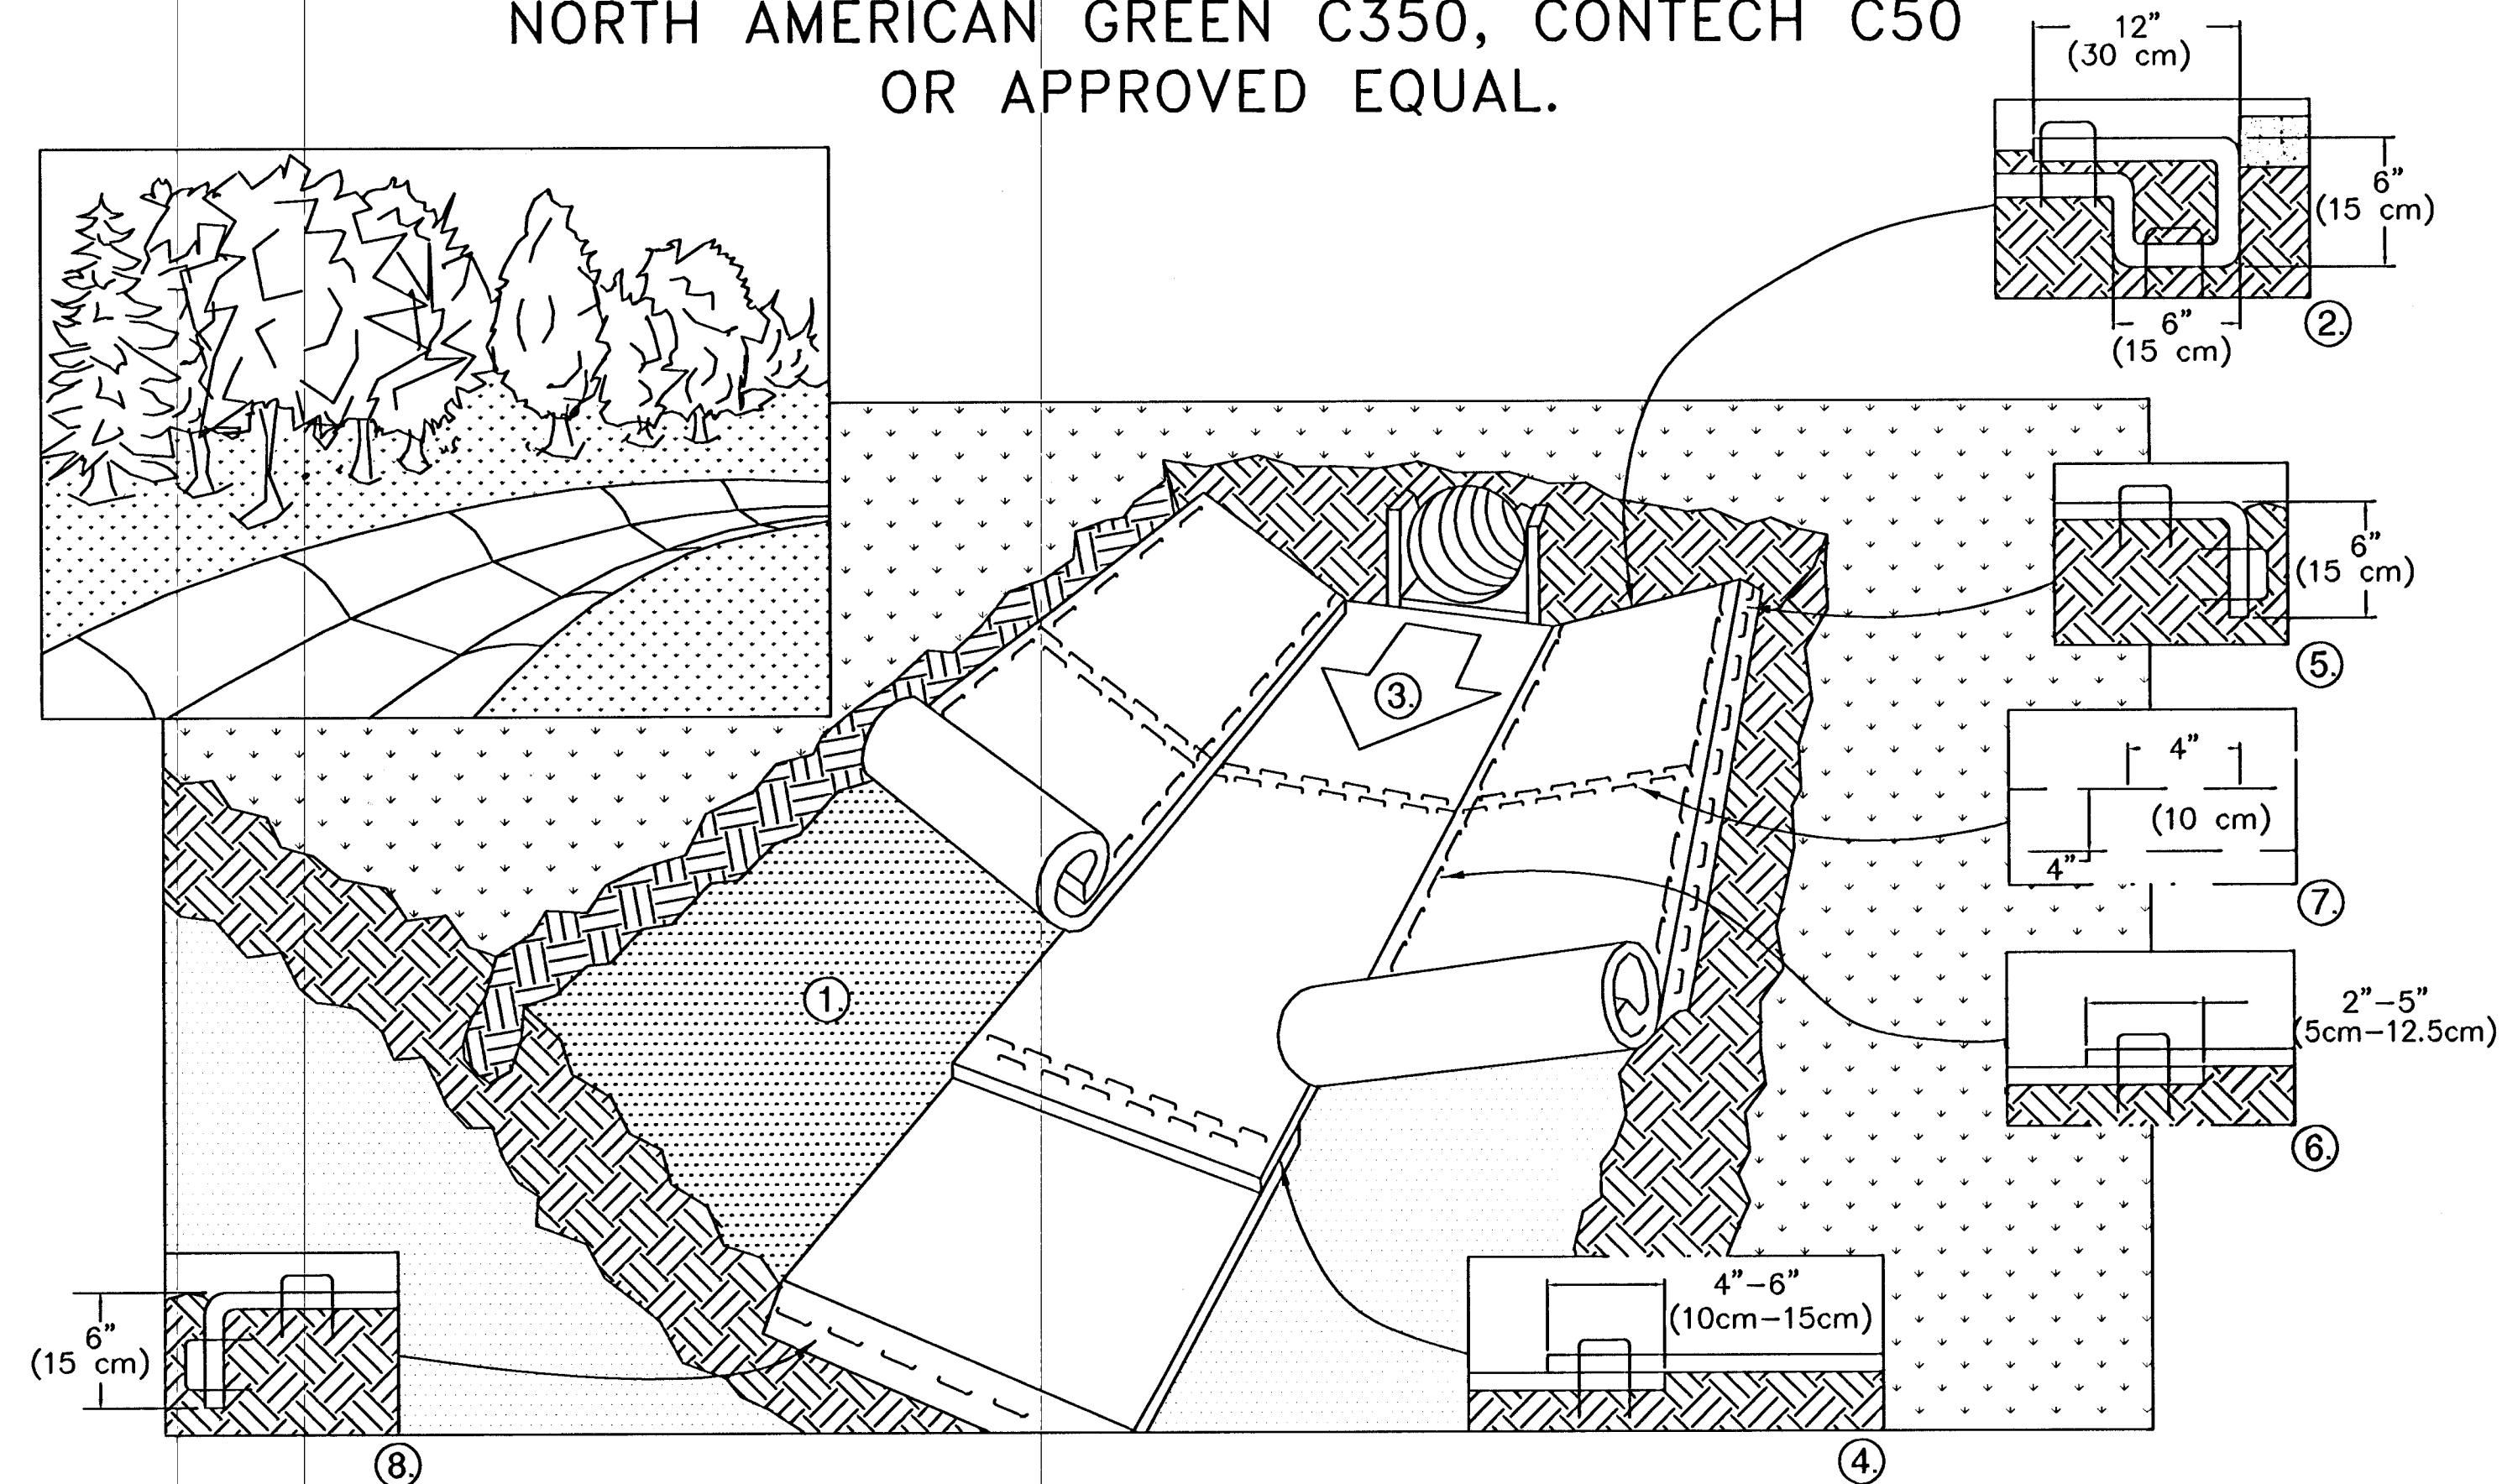 NORTH AMERICAN GREEN C350, CONTECH C50
OR APPROVED EQUAL.
12"
(30 cm)
6"
(15 cm)
6"
(15 cm)
2.
6"
(15 cm)
5.
3.
4"
(10 cm)
4"
7.
1.
2"-5"
(5cm-12.5cm)
6.
4"-6"
(10cm-15cm)
4.
6"
(15 cm)
8.